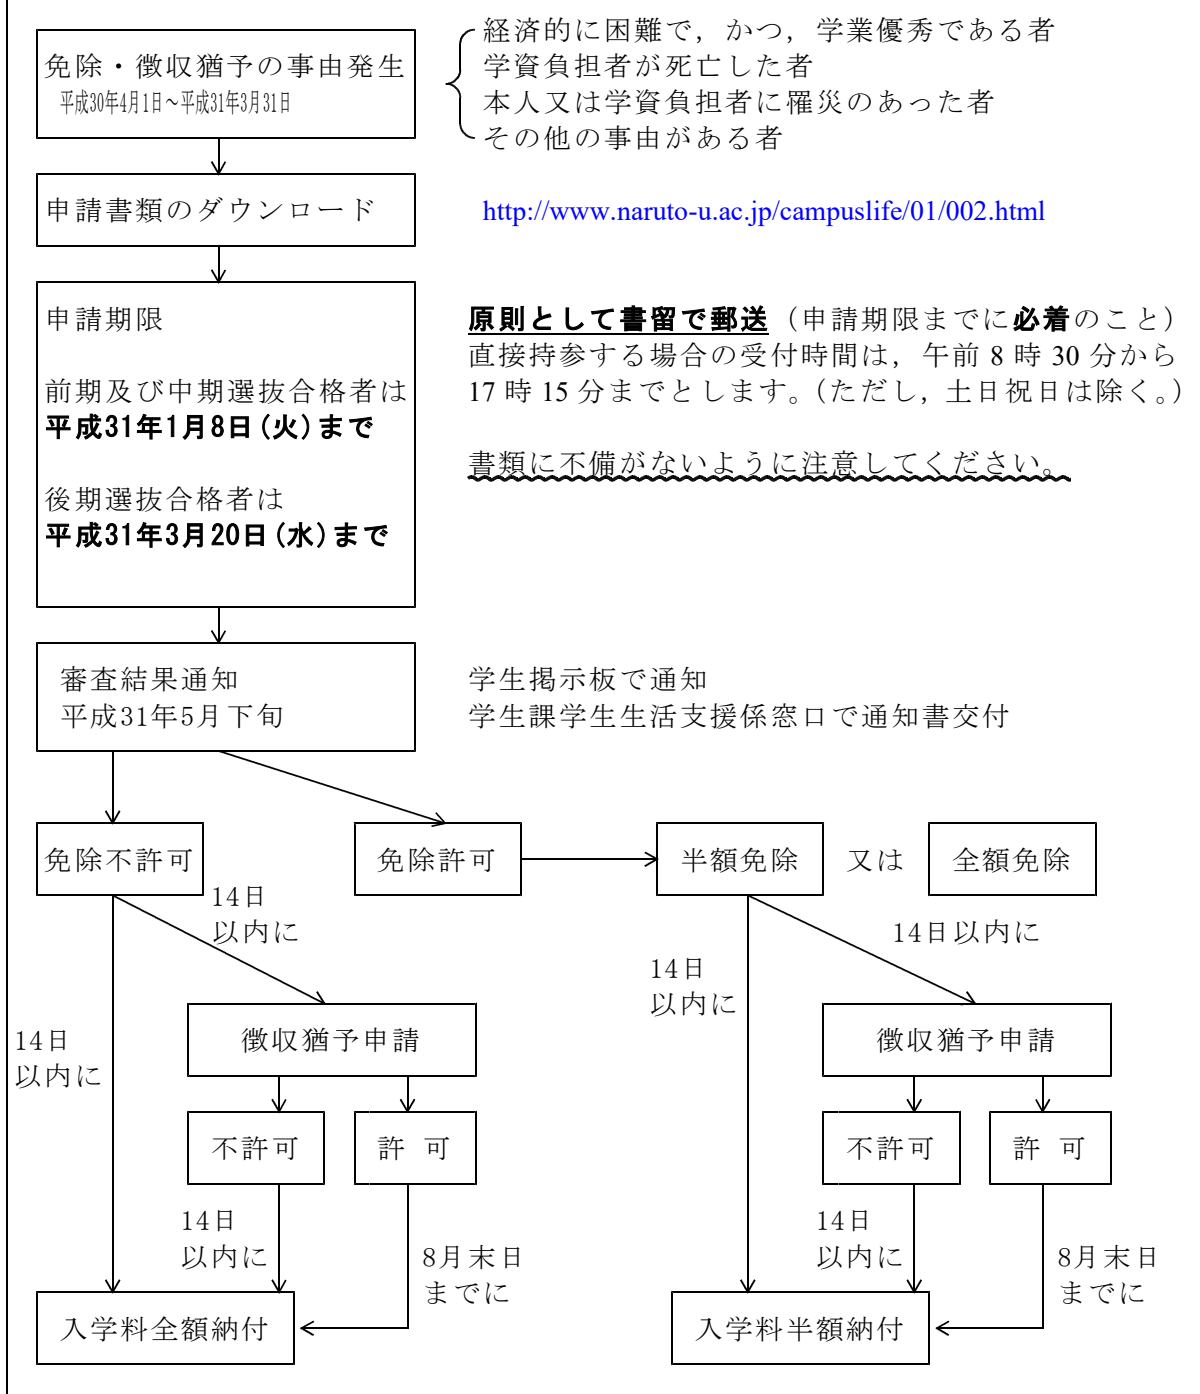 免除・徴収猶予の事由発生
平成30年4月1日～平成31年3月31日
経済的に困難で，かつ，学業優秀である者
学資負担者が死亡した者
本人又は学資負担者に罹災のあった者
その他の事由がある者
申請書類のダウンロード
http://www.naruto-u.ac.jp/campuslife/01/002.html
申請期限
前期及び中期選抜合格者は
平成31年1月8日(火)まで
後期選抜合格者は
平成31年3月20日(水)まで
原則として書留で郵送（申請期限までに必着のこと）
直接持参する場合の受付時間は，午前 8 時 30 分から
17 時 15 分までとします。（ただし，土日祝日は除く。）
書類に不備がないように注意してください。
審査結果通知
平成31年5月下旬
学生掲示板で通知
学生課学生生活支援係窓口で通知書交付
免除不許可
免除許可
半額免除
又は
全額免除
14日
以内に
14日以内に
14日
以内に
14日
以内に
徴収猶予申請
徴収猶予申請
不許可
許 可
不許可
許 可
14日
以内に
8月末日
までに
14日
以内に
8月末日
までに
入学料全額納付
入学料半額納付